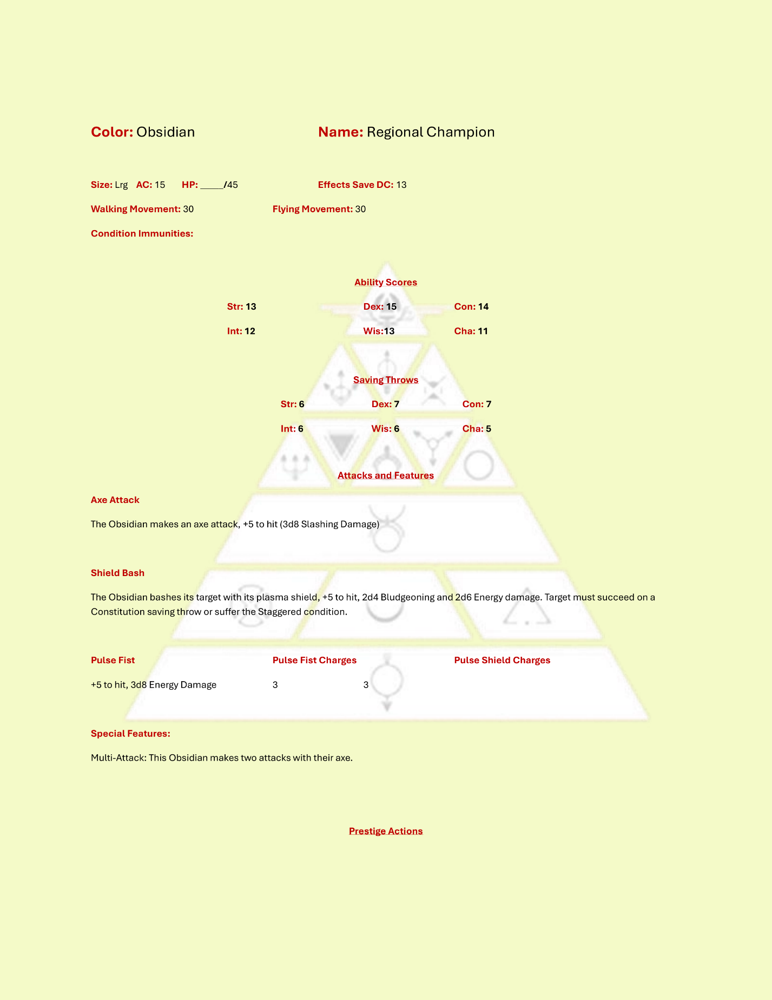 Color: Obsidian Name: Regional Champion
Size: Lrg AC: 15 HP: _____/45 Effects Save DC: 13
Walking Movement: 30 Flying Movement: 30
Condition Immunities:
Ability Scores
Str: 13 Dex: 15 Con: 14
Int: 12 Wis:13 Cha: 11
Saving Throws
Str: 6 Dex: 7 Con: 7
Int: 6 Wis: 6 Cha: 5
Attacks and Features
Axe Attack
The Obsidian makes an axe attack, +5 to hit (3d8 Slashing Damage)
Shield Bash
The Obsidian bashes its target with its plasma shield, +5 to hit, 2d4 Bludgeoning and 2d6 Energy damage. Target must succeed on a
Constitution saving throw or suffer the Staggered condition.
Pulse Fist Pulse Fist Charges Pulse Shield Charges
+5 to hit, 3d8 Energy Damage 3 3
Special Features:
Multi-Attack: This Obsidian makes two attacks with their axe.
Prestige Actions